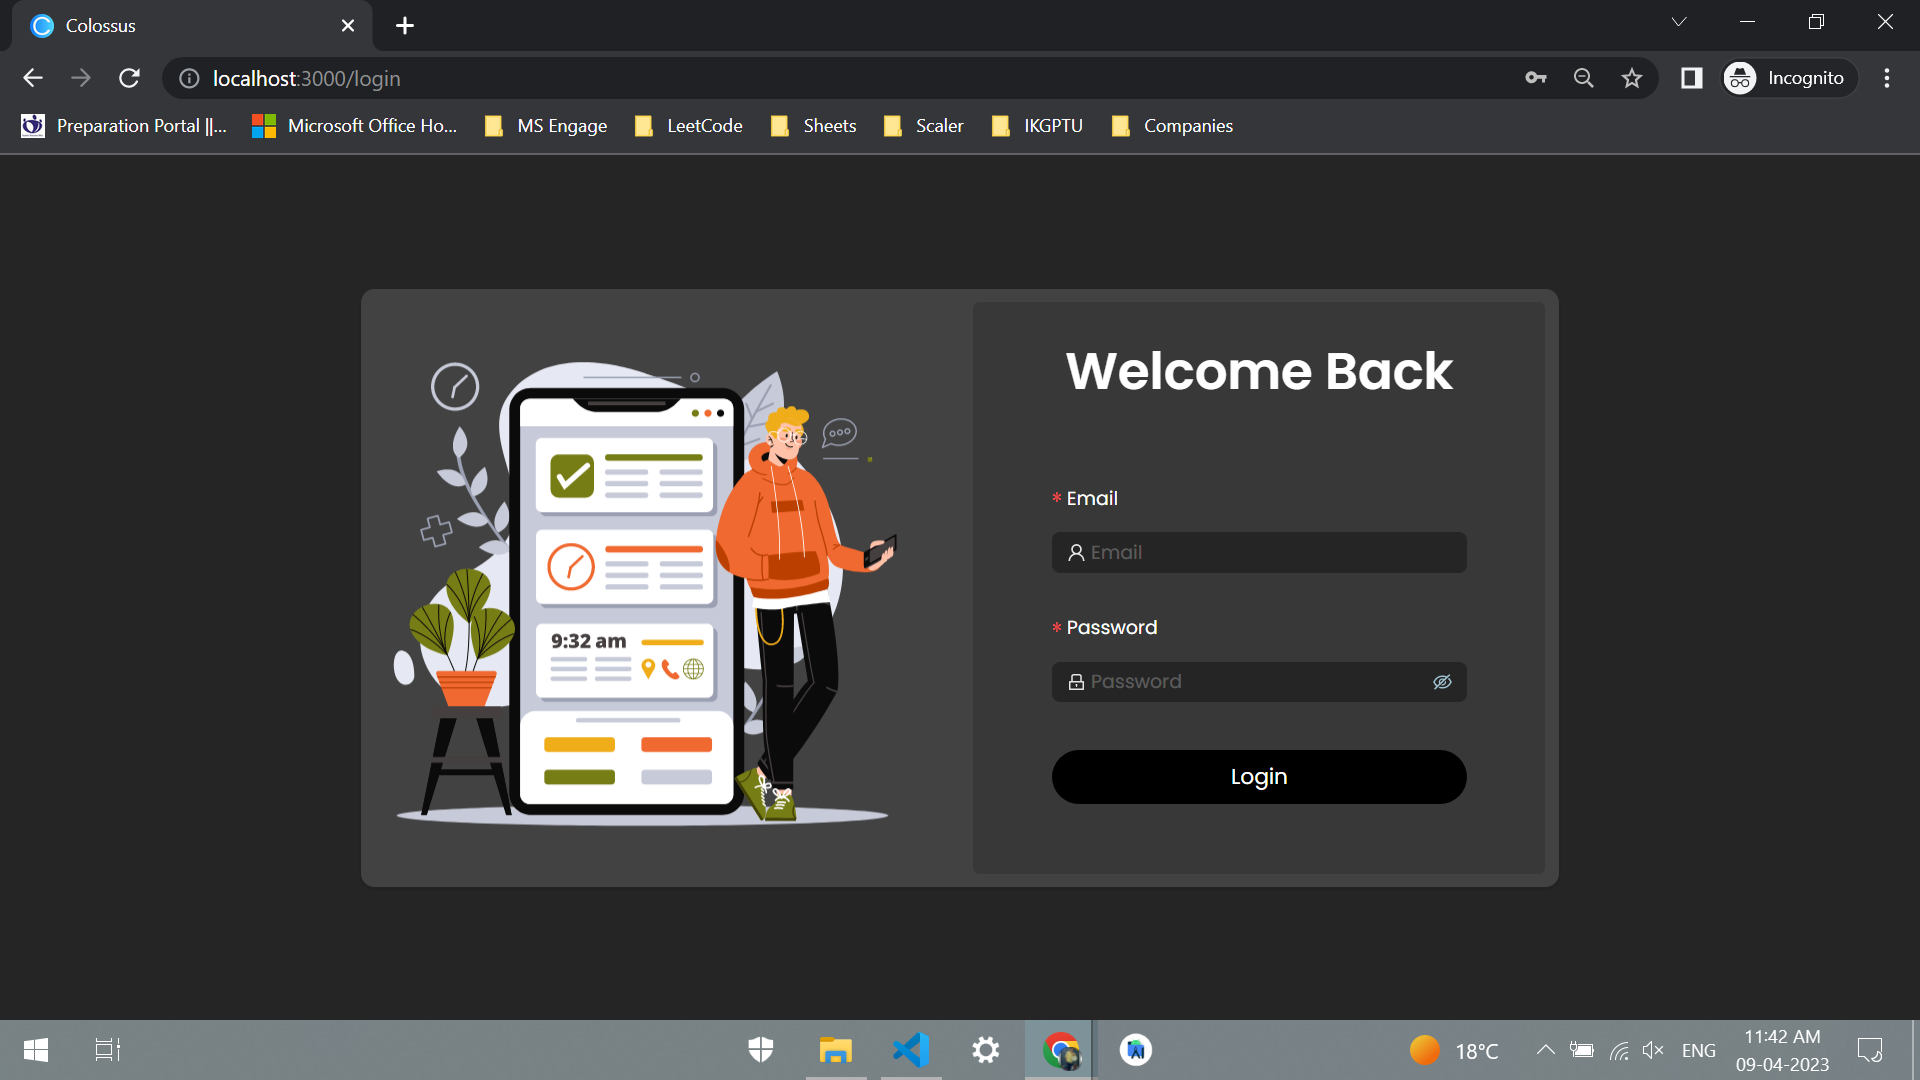 Colossus
localhost:3000/login
Incognito
Preparation Portal ||...
Microsoft Office Ho...
MS Engage
LeetCode
Sheets
Scaler
IKGPTU
Companies
Welcome Back
* Email
Email
* Password
Password
Login
9:32 am
18°C
ENG
11:42 AM
09-04-2023